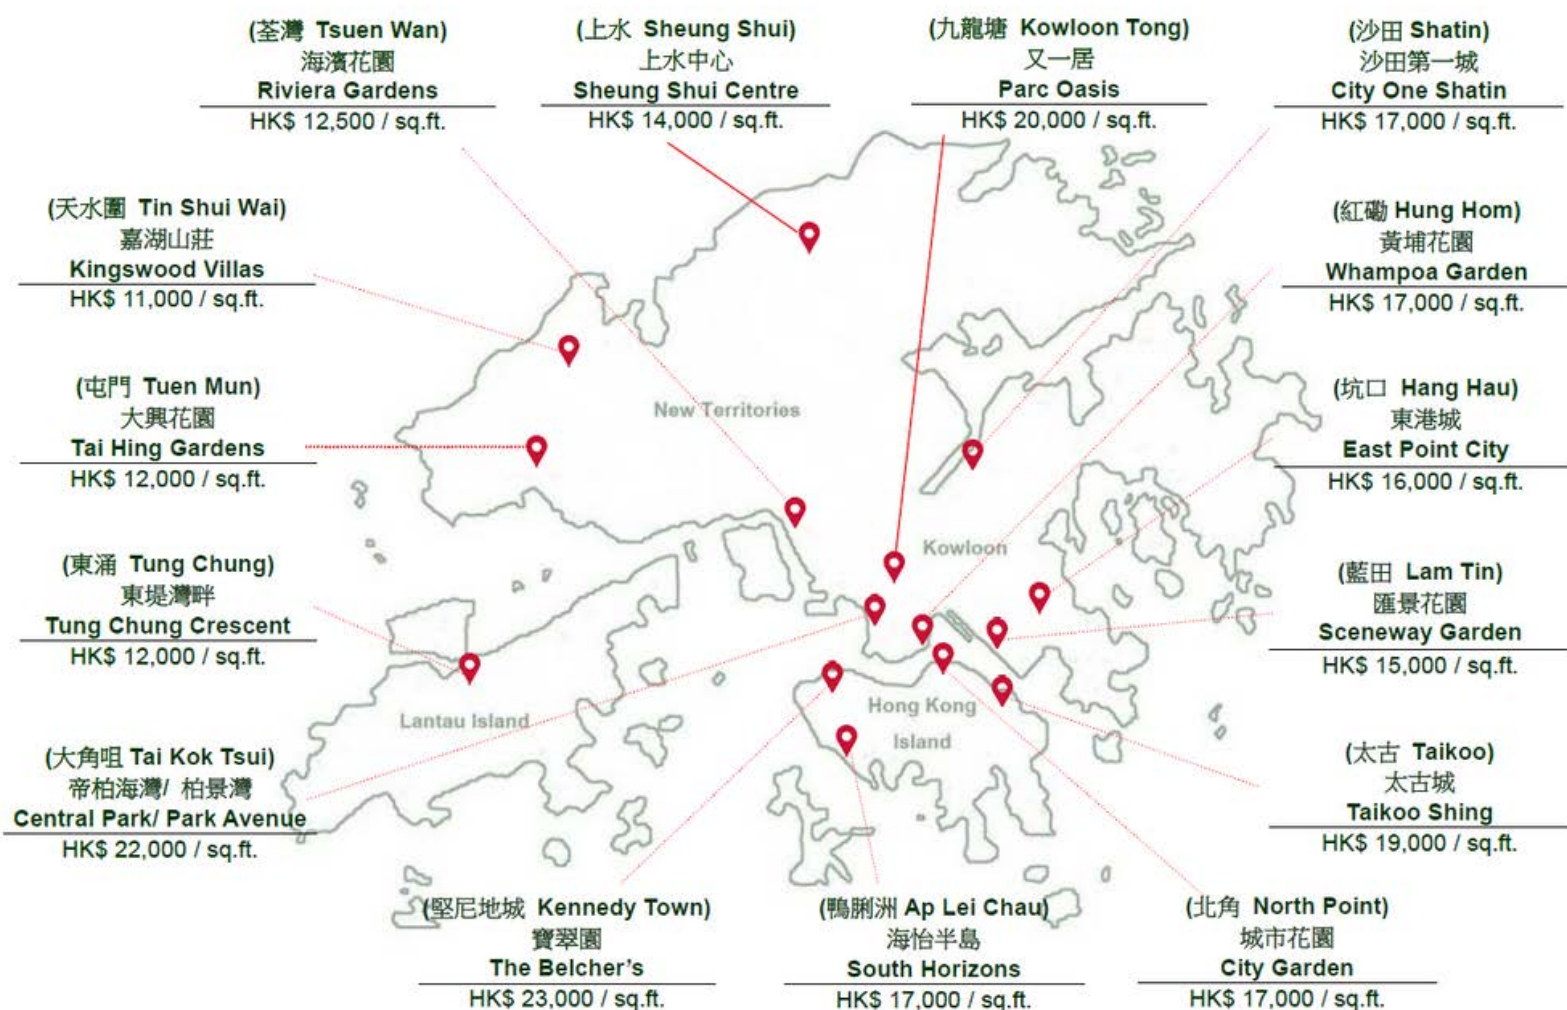 (荃灣 Tsuen Wan)
海濱花園
Riviera Gardens
HK$ 12,500 / sq.ft.
(上水 Sheung Shui)
上水中心
Sheung Shui Centre
HK$ 14,000 / sq.ft.
(九龍塘 Kowloon Tong)
又一居
Parc Oasis
HK$ 20,000 / sq.ft.
(沙田 Shatin)
沙田第一城
City One Shatin
HK$ 17,000 / sq.ft.
(天水圍 Tin Shui Wai)
嘉湖山莊
Kingswood Villas
HK$ 11,000 / sq.ft.
(紅磡 Hung Hom)
黃埔花園
Whampoa Garden
HK$ 17,000 / sq.ft.
(屯門 Tuen Mun)
大興花園
Tai Hing Gardens
HK$ 12,000 / sq.ft.
New Territories
(坑口 Hang Hau)
東港城
East Point City
HK$ 16,000 / sq.ft.
(東涌 Tung Chung)
東堤灣畔
Tung Chung Crescent
HK$ 12,000 / sq.ft.
Kowloon
(藍田 Lam Tin)
匯景花園
Sceneway Garden
HK$ 15,000 / sq.ft.
Lantau Island
Hong Kong
Island
(大角咀 Tai Kok Tsui)
帝柏海灣/ 柏景灣
Central Park/ Park Avenue
HK$ 22,000 / sq.ft.
(太古 Taikoo)
太古城
Taikoo Shing
HK$ 19,000 / sq.ft.
(堅尼地城 Kennedy Town)
寶翠園
The Belcher’s
HK$ 23,000 / sq.ft.
(鴨脷洲 Ap Lei Chau)
海怡半島
South Horizons
HK$ 17,000 / sq.ft.
(北角 North Point)
城市花園
City Garden
HK$ 17,000 / sq.ft.